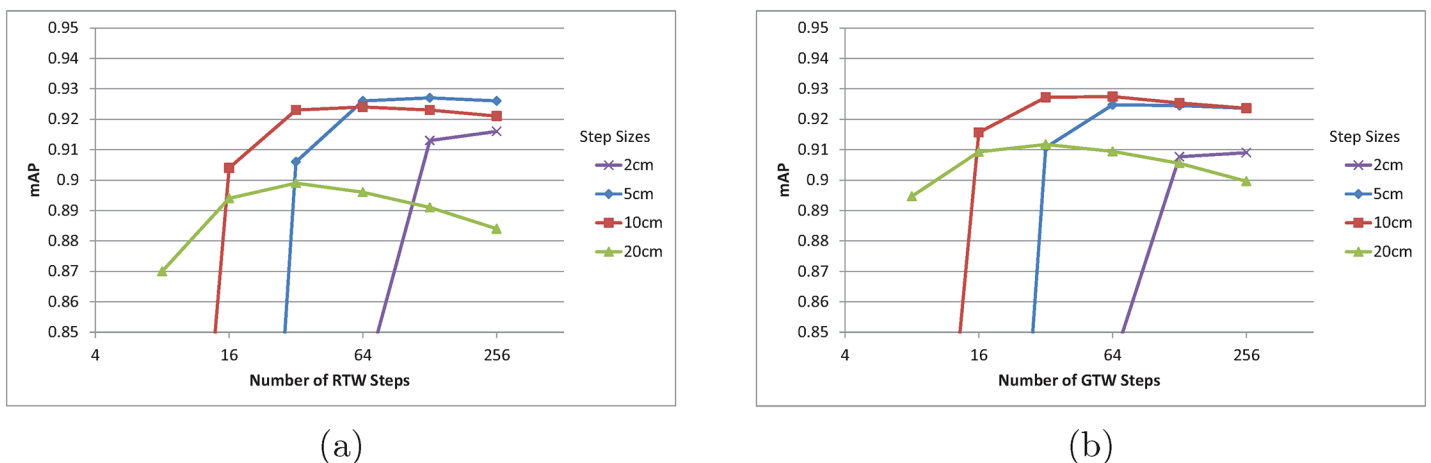 0.95
0.94
0.93
0.92
0.91
0.9
0.89
0.88
0.87
0.86
0.85
mAP
4 16 64 256
Number of RTW Steps
Step Sizes
2cm
5cm
10cm
20cm
(a)
0.95
0.94
0.93
0.92
0.91
0.9
0.89
0.88
0.87
0.86
0.85
mAP
4 16 64 256
Number of GTW Steps
Step Sizes
2cm
5cm
10cm
20cm
(b)